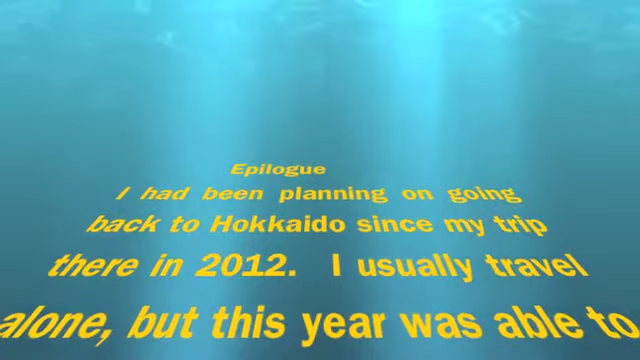 Epilogue
I had been planning on going
back to Hokkaido since my trip
there in 2012. I usually travel
alone, but this year was able to